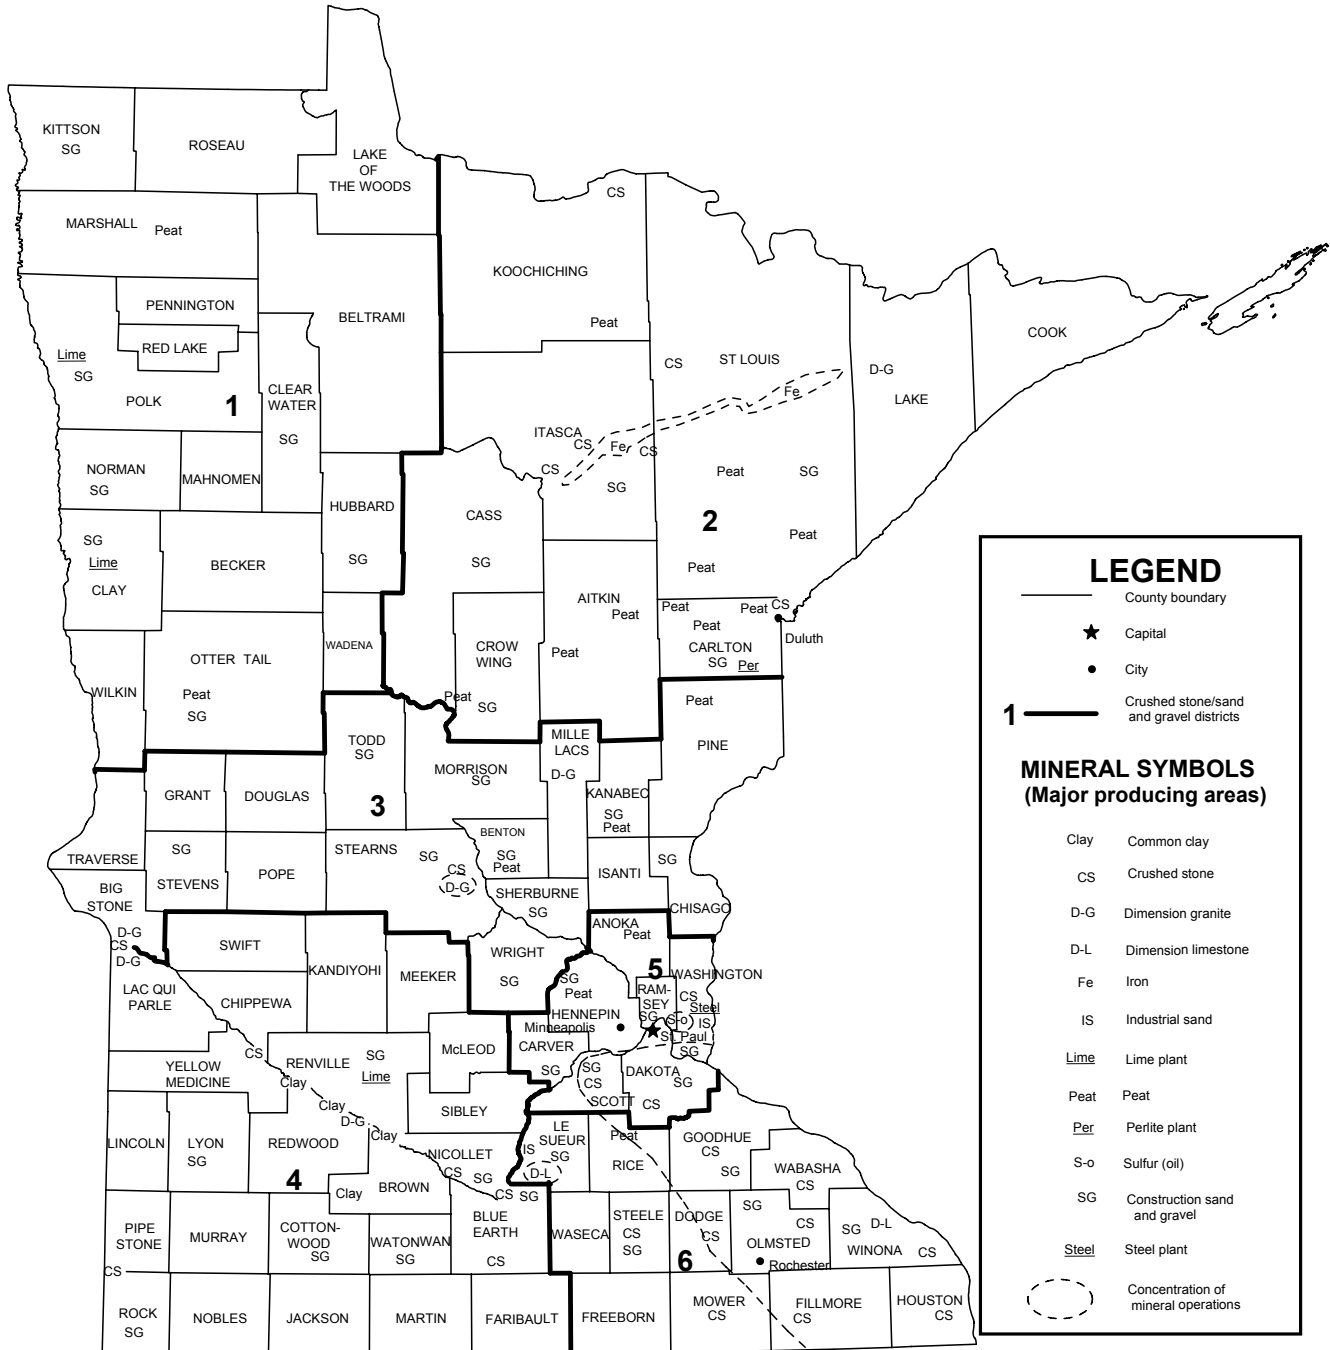 KITTSON
SG
ROSEAU
LAKE
OF
THE WOODS
MARSHALL
Peat
CS
KOOCHICHING
Peat
PENNINGTON
RED LAKE
BELTRAMI
Lime
SG
POLK
1
CLEAR
WATER
SG
CS
ST LOUIS
Fe
D-G
LAKE
COOK
ITASCA
CS
Fe
CS
CS
SG
Peat
SG
2
Peat
Peat
NORMAN
SG
MAHNOMEN
HUBBARD
SG
CASS
SG
SG
Lime
CLAY
BECKER
AITKIN
Peat
Peat
Peat
Peat
CS
Peat
Duluth
CARLTON
SG
Per
WADENA
CROW
WING
Peat
SG
OTTER TAIL
Peat
SG
WILKIN
Peat
PINE
TODD
SG
MORRISON
SG
MILLE
LACS
D-G
KANABEC
SG
Peat
GRANT
DOUGLAS
3
TRAVERSE
SG
STEVENS
POPE
STEARNS
SG
CS
D-G
BENTON
SG
Peat
SHERBURNE
SG
ISANTI
SG
CHISAGO
BIG
STONE
D-G
CS
D-G
LAC QUI
PARLE
SWIFT
KANDIYOHI
MEEKER
WRIGHT
SG
ANOKA
Peat
5
WASHINGTON
CHIPPEWA
SG
Peat
HENNEPIN
Minneapolis
RAM-
SEY
SG
CS
Steel
S-o
IS
St. Paul
SG
CARVER
SG
McLEOD
YELLOW
MEDICINE
CS
RENVILLE
SG
Lime
Clay
Clay
D-G
Clay
SIBLEY
SG
CS
SCOTT
DAKOTA
SG
CS
LINCOLN
LYON
SG
REDWOOD
4
NICOLLET
CS
SG
CS
SG
LE
SUEUR
SG
IS
D-L
Peat
RICE
GOODHUE
CS
SG
WABASHA
CS
Clay
BROWN
PIPE
STONE
CS
MURRAY
COTTON-
WOOD
SG
WATONWAN
SG
BLUE
EARTH
CS
WASECA
STEELE
CS
SG
DODGE
CS
6
SG
CS
OLMSTED
Rochester
SG
D-L
WINONA
CS
ROCK
SG
NOBLES
JACKSON
MARTIN
FARIBAULT
FREEBORN
MOWER
CS
FILLMORE
CS
HOUSTON
CS
LEGEND
County boundary
Capital
City
1
Crushed stone/sand
and gravel districts
MINERAL SYMBOLS
(Major producing areas)
Clay Common clay
CS Crushed stone
D-G Dimension granite
D-L Dimension limestone
Fe Iron
IS Industrial sand
Lime Lime plant
Peat Peat
Per Perlite plant
S-o Sulfur (oil)
SG Construction sand
and gravel
Steel Steel plant
Concentration of
mineral operations